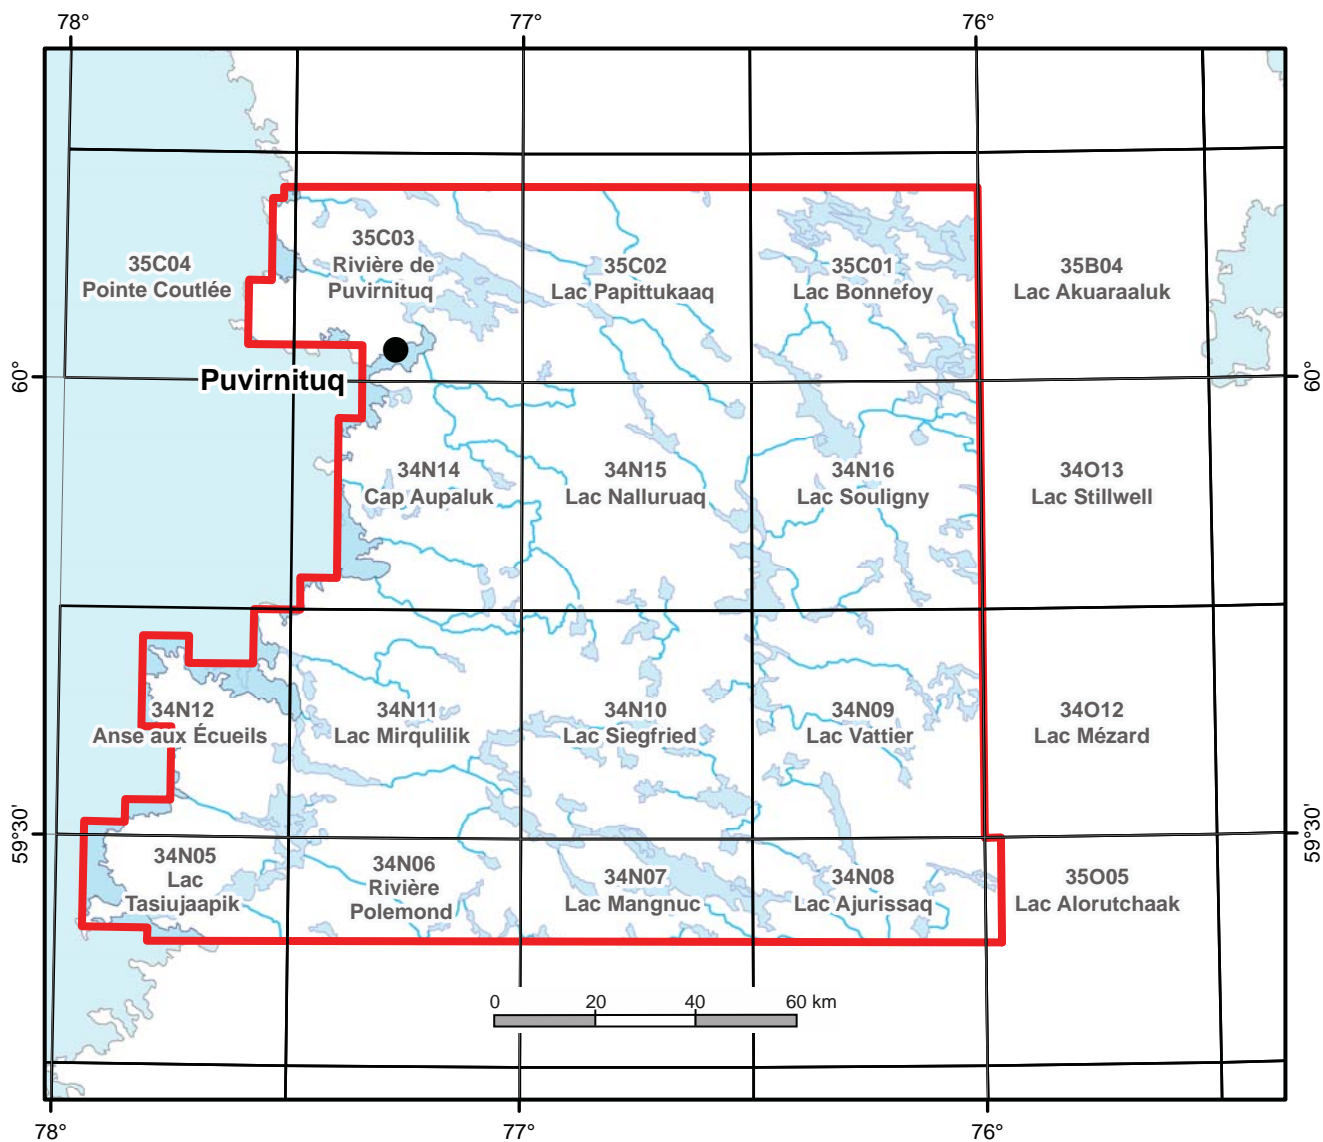 78°
77°
76°
35C04
Pointe Coutlée
35C03
Rivière de
Puvirnituq
35C02
Lac Papittukaaq
35C01
Lac Bonnefoy
35B04
Lac Akuaraaluk
60°
60°
Puvirnituq
34N14
Cap Aupaluk
34N15
Lac Nalluruaq
34N16
Lac Souligny
34O13
Lac Stillwell
34N12
Anse aux Écueils
34N11
Lac Mirqulilik
34N10
Lac Siegfried
34N09
Lac Vattier
34O12
Lac Mézard
59°30'
59°30'
34N05
Lac
Tasiujaapik
34N06
Rivière
Polemond
34N07
Lac Mangnuc
34N08
Lac Ajurissaq
35O05
Lac Alorutchaak
0 20 40 60 km
78°
77°
76°